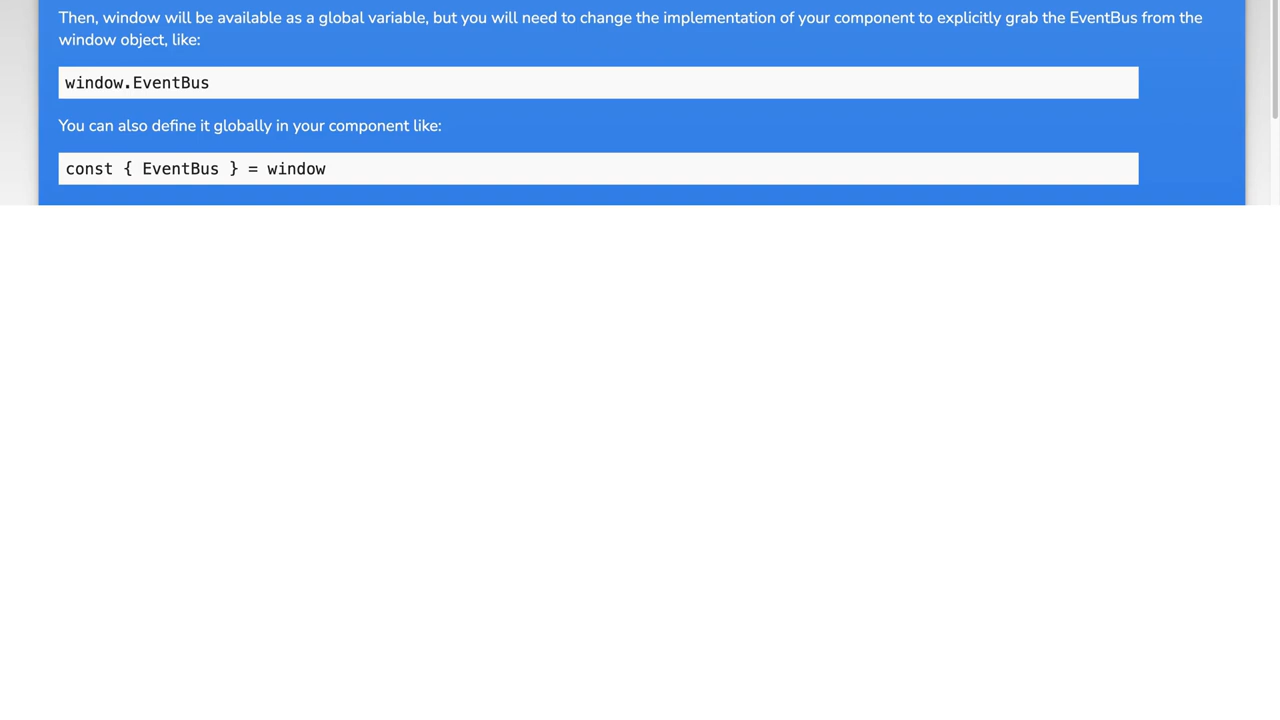 Then, window will be available as a global variable, but you will need to change the implementation of your component to explicitly grab the EventBus from the
window object, like:
window.EventBus
You can also define it globally in your component like:
const { EventBus } = window